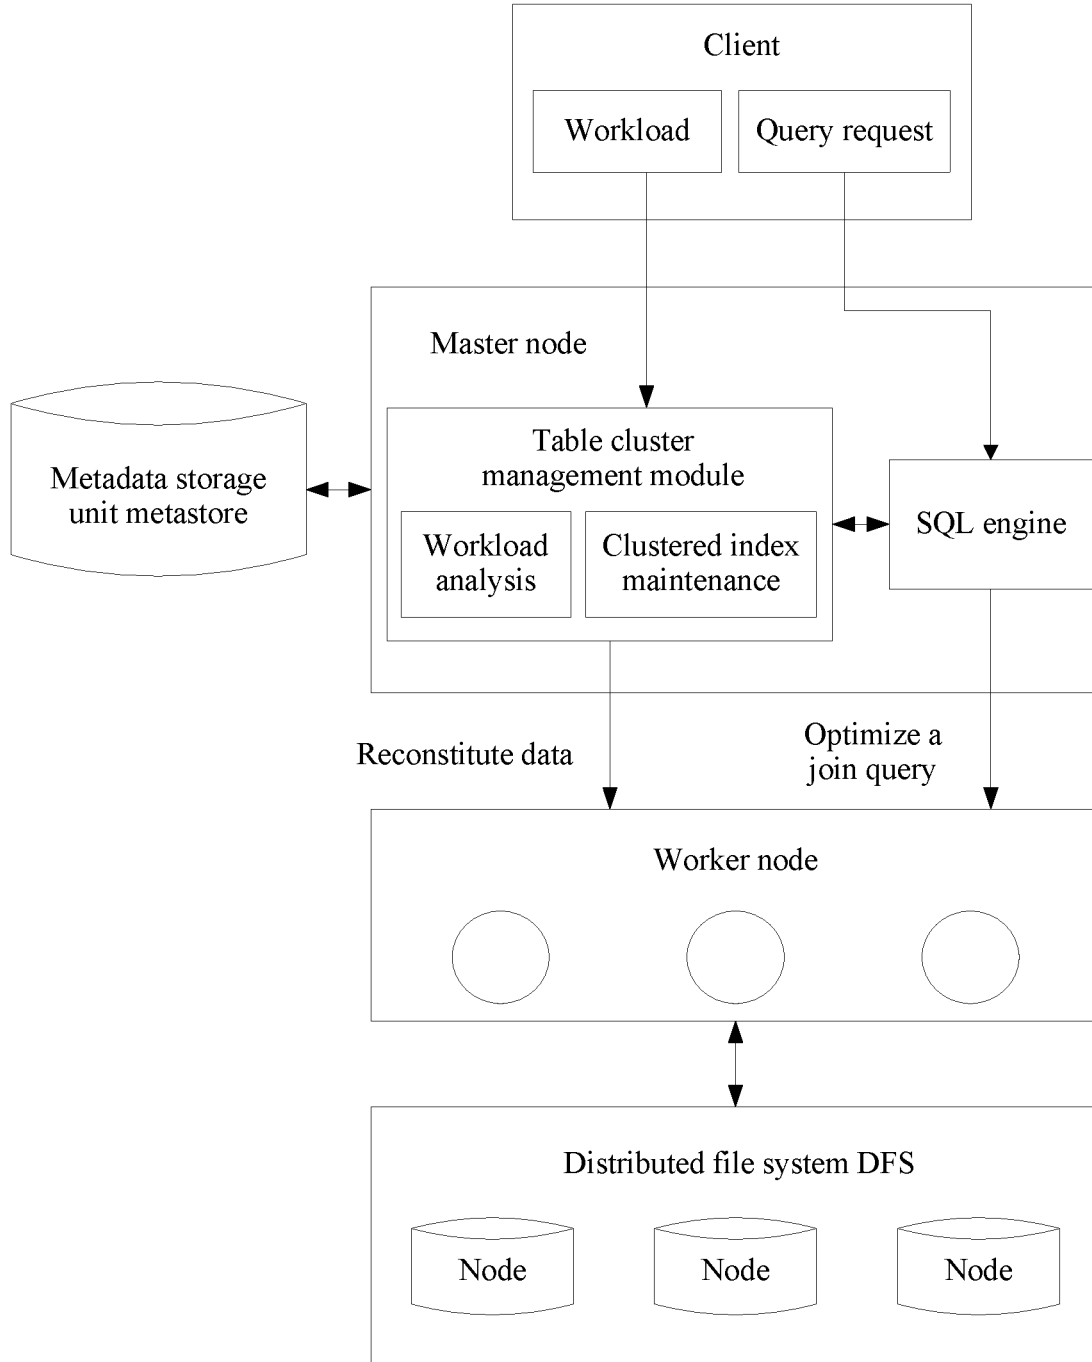 Client
Workload
Query request
Master node
Table cluster
management module
Metadata storage
unit metastore
Workload
analysis
Clustered index
maintenance
SQL engine
Reconstitute data
Optimize a
join query
Worker node
Distributed file system DFS
Node
Node
Node